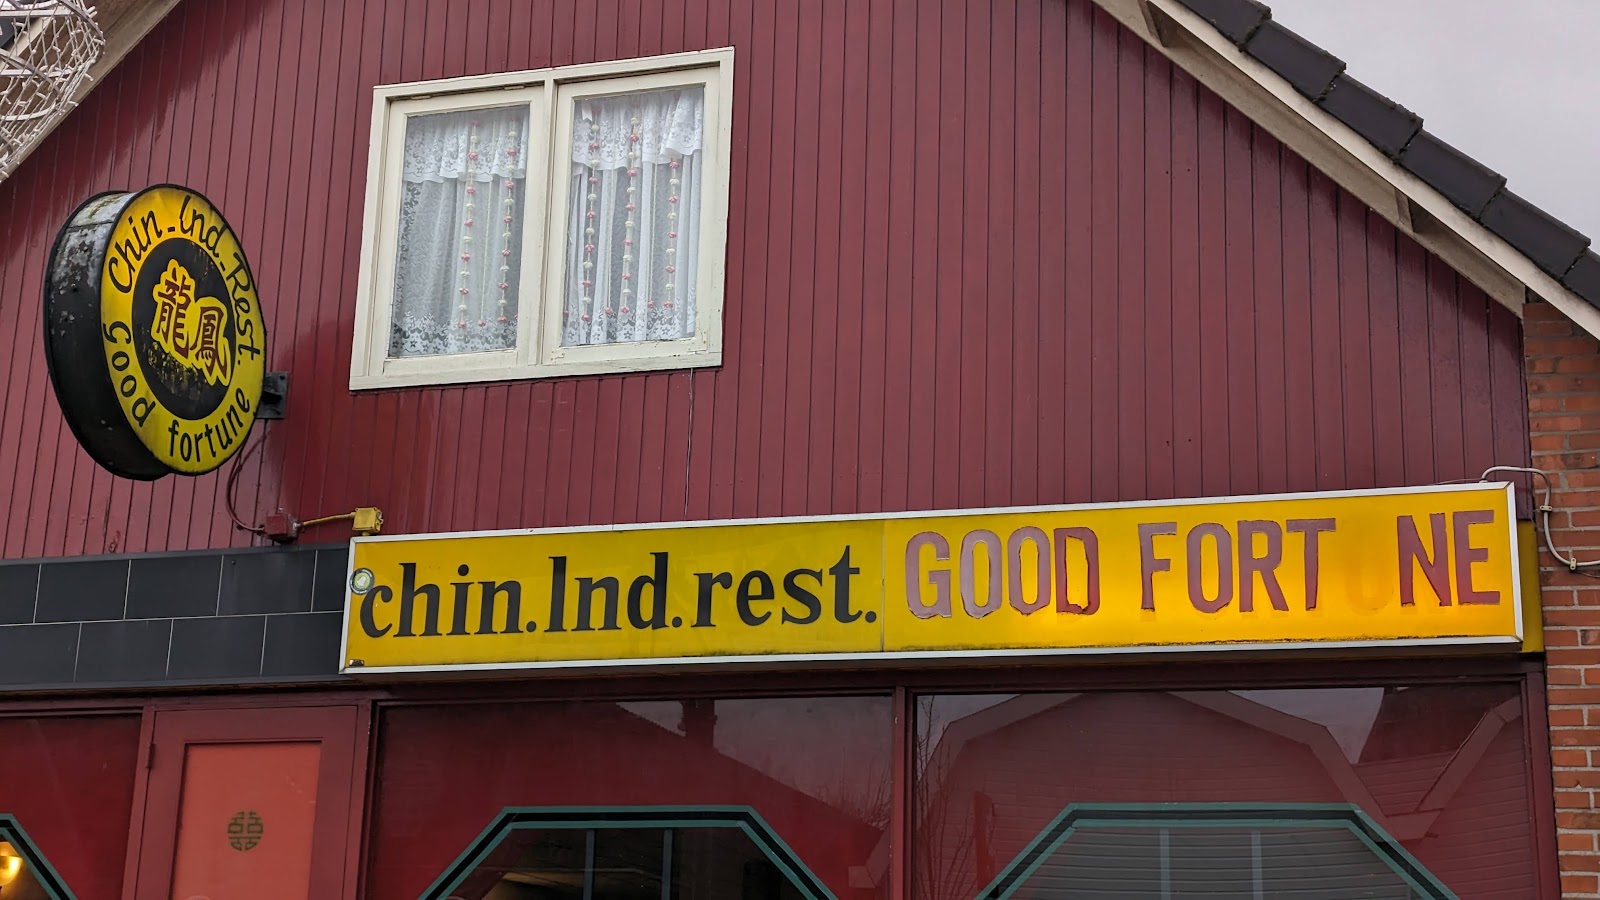 Chin.Ind.Rest.
龍鳳
Good fortune
chin.Ind.rest. GOOD FORT NE